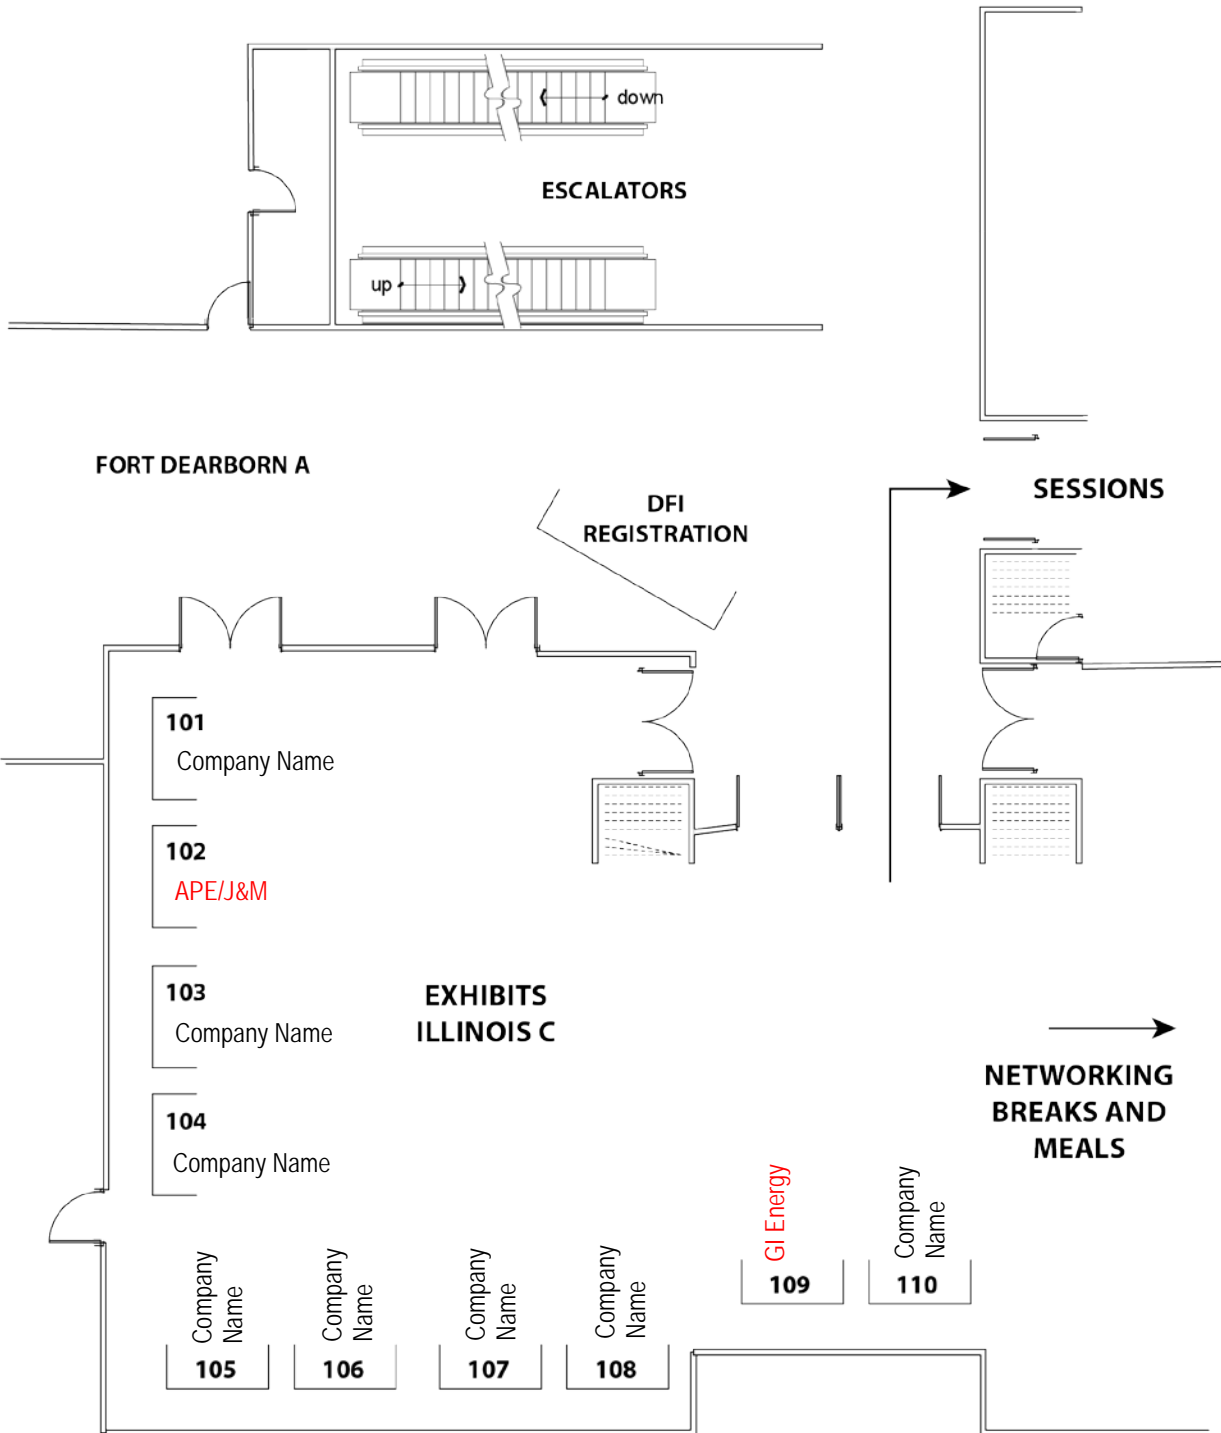 down
ESCALATORS
up
FORT DEARBORN A
DFI
REGISTRATION
SESSIONS
101
Company Name
102
APE/J&M
103
Company Name
EXHIBITS
ILLINOIS C
104
Company Name
NETWORKING
BREAKS AND
MEALS
GI Energy
109
Company
Name
110
Company
Name
105
Company
Name
106
Company
Name
107
Company
Name
108